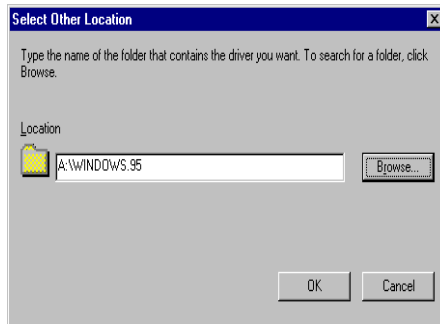 Select Other Location
Type the name of the folder that contains the driver you want. To search for a folder, click
Browse.
Location
A:\WINDOWS.95
Browse...
OK
Cancel